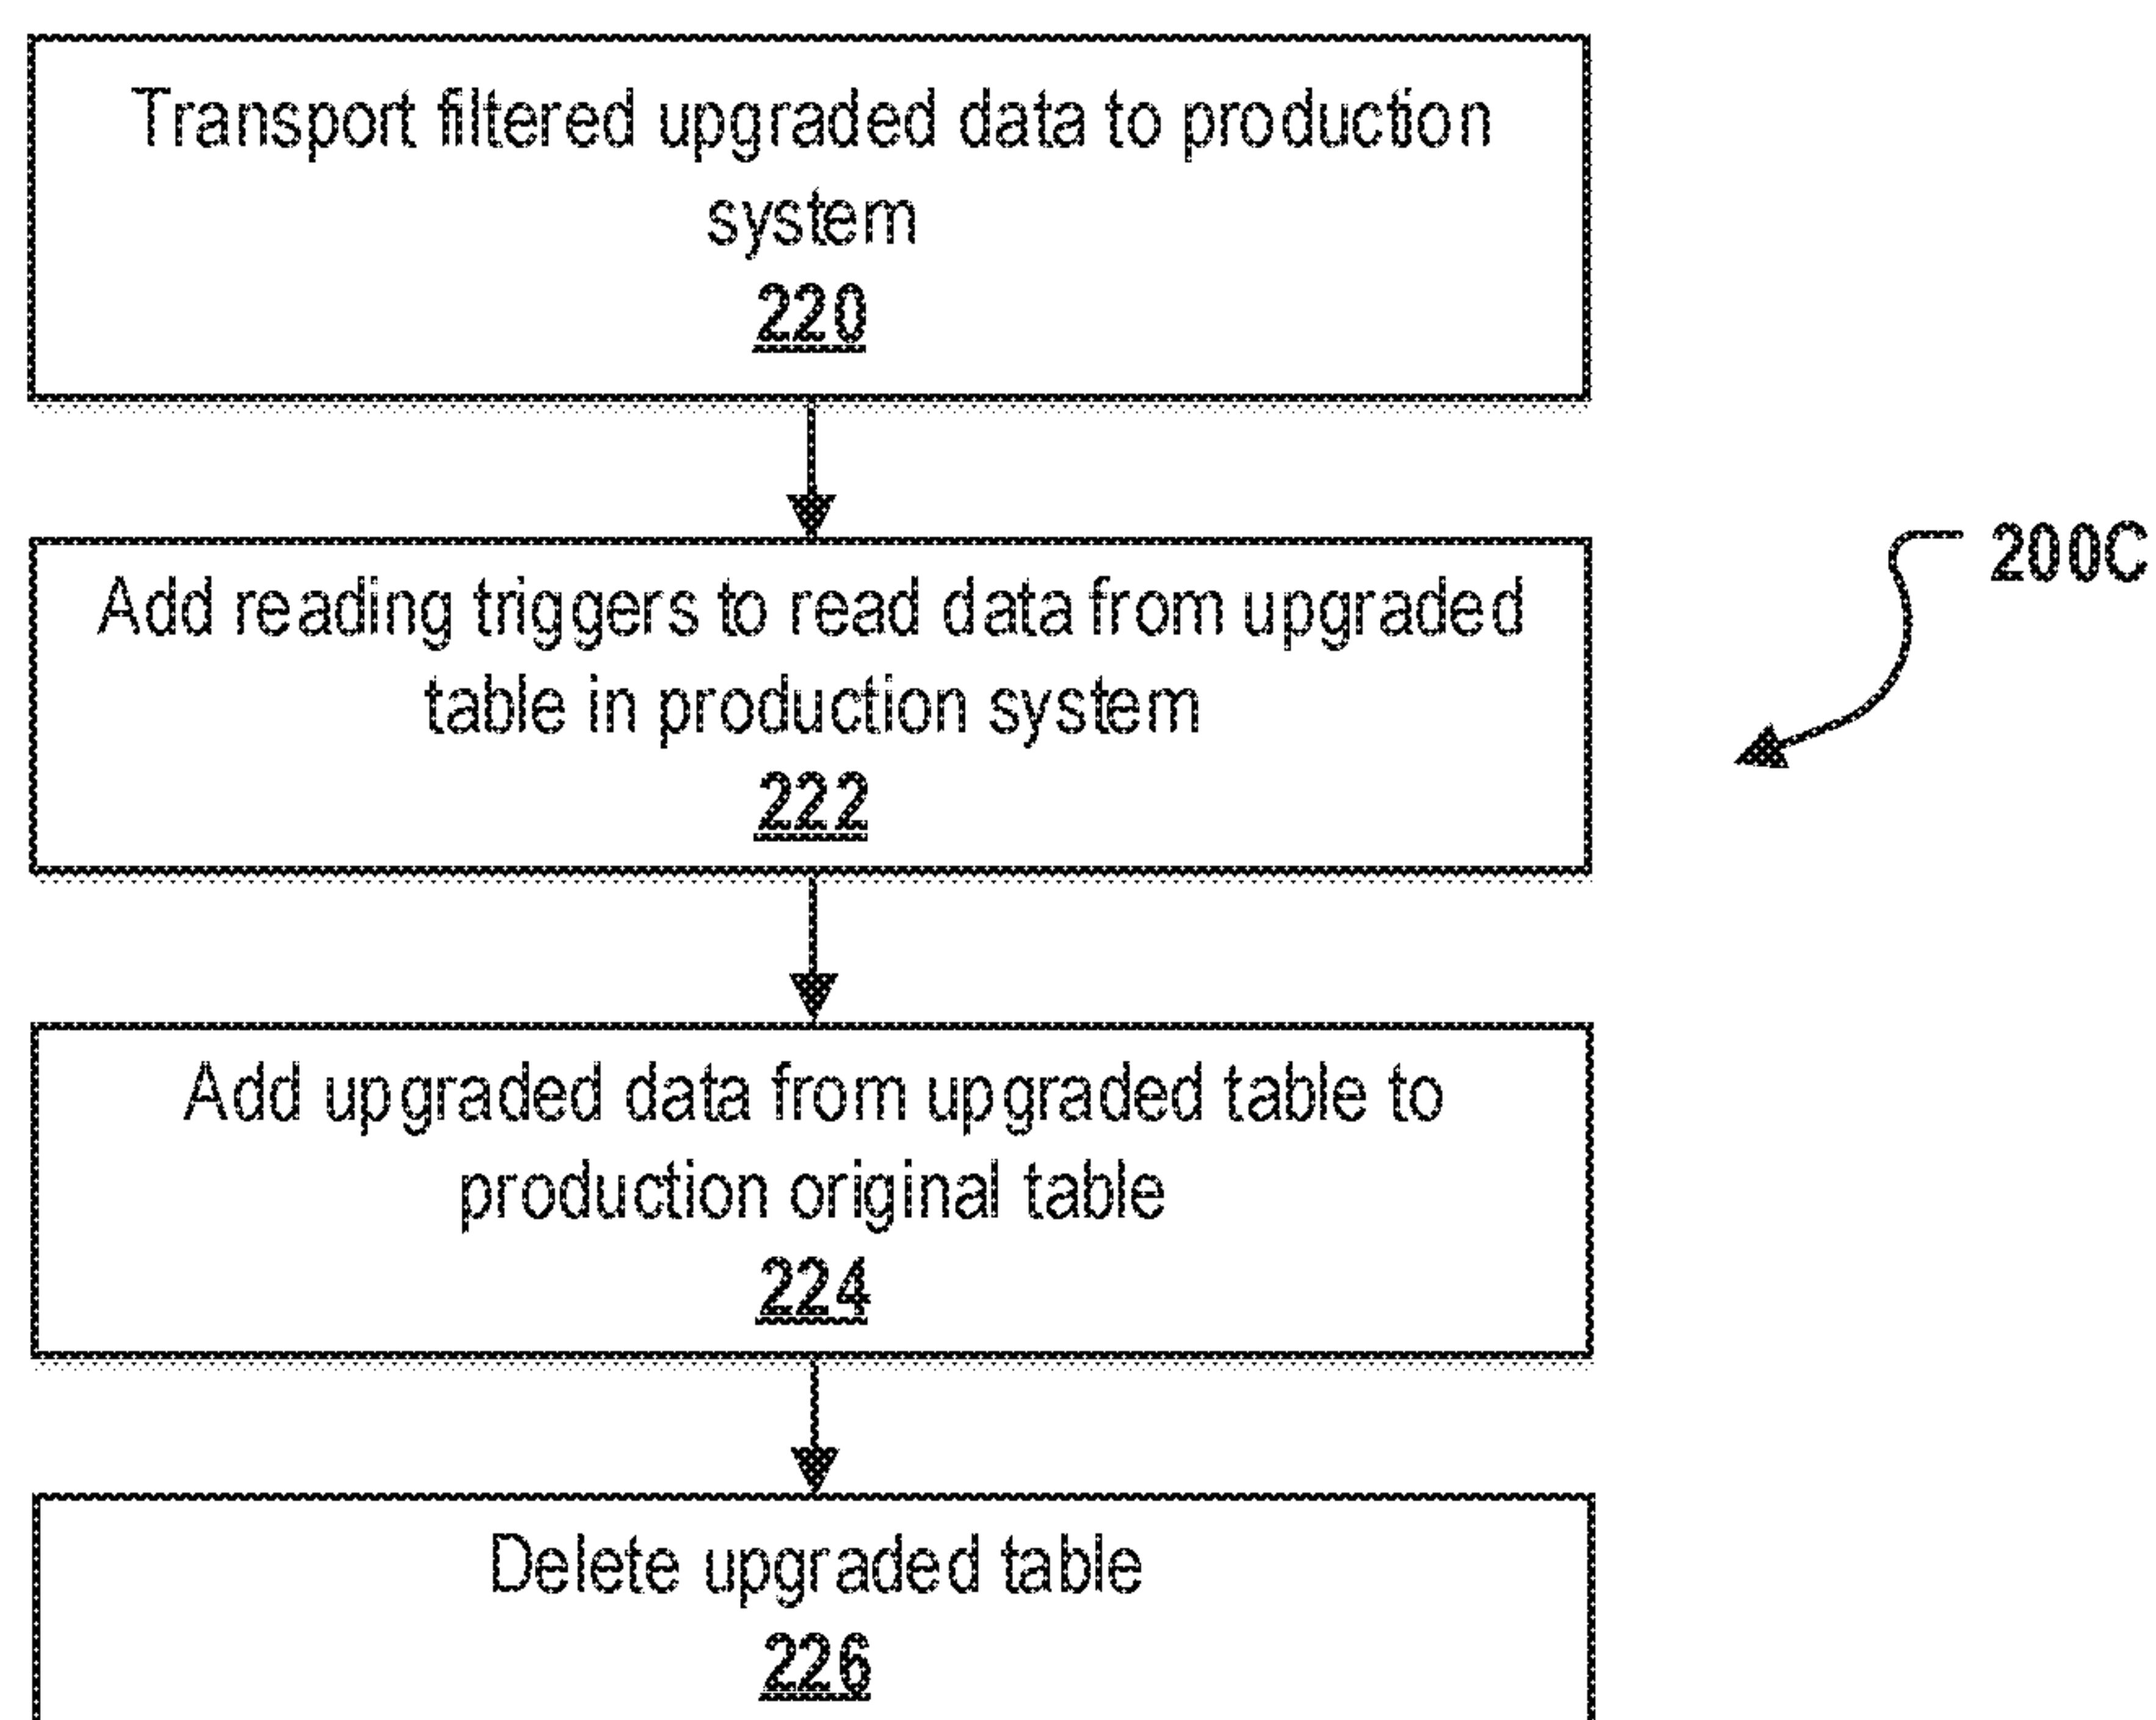 Transport filtered upgraded data to production
system
220
Add reading triggers to read data from upgraded
table in production system
222
200C
Add upgraded data from upgraded table to
production original table
224
Delete upgraded table
226